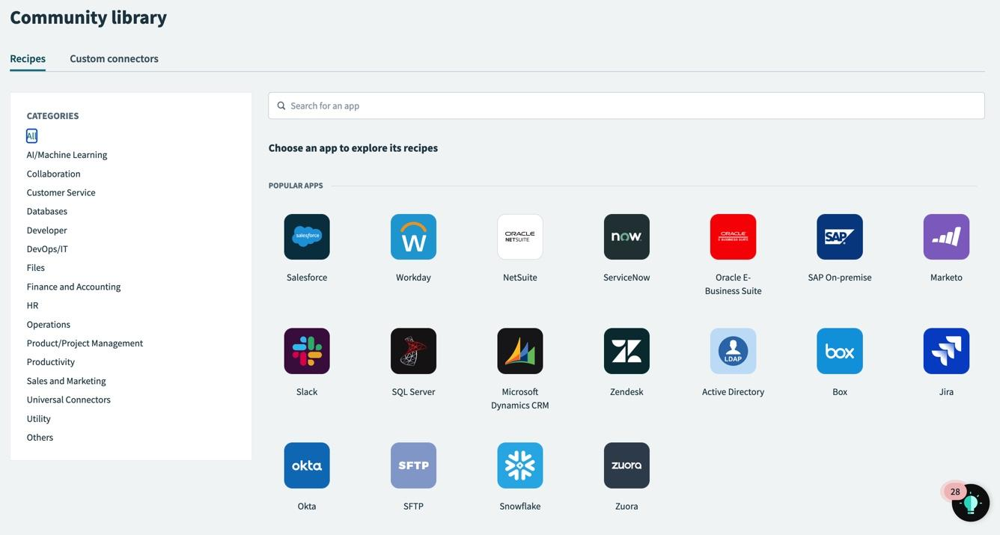 Community library
Recipes
Custom connectors
CATEGORIES
All
AI/Machine Learning
Collaboration
Customer Service
Databases
Developer
DevOps/IT
Files
Finance and Accounting
HR
Operations
Product/Project Management
Productivity
Sales and Marketing
Universal Connectors
Utility
Others
Search for an app
Choose an app to explore its recipes
POPULAR APPS
salesforce
W
ORACLE
NETSUITE
now
ORACLE
E-BUSINESS SUITE
SAP
Salesforce
Workday
NetSuite
ServiceNow
Oracle E-
Business Suite
SAP On-premise
Marketo
LDAP
box
Slack
SQL Server
Microsoft
Dynamics CRM
Zendesk
Active Directory
Box
Jira
okta
SFTP
zuora
Okta
SFTP
Snowflake
Zuora
28